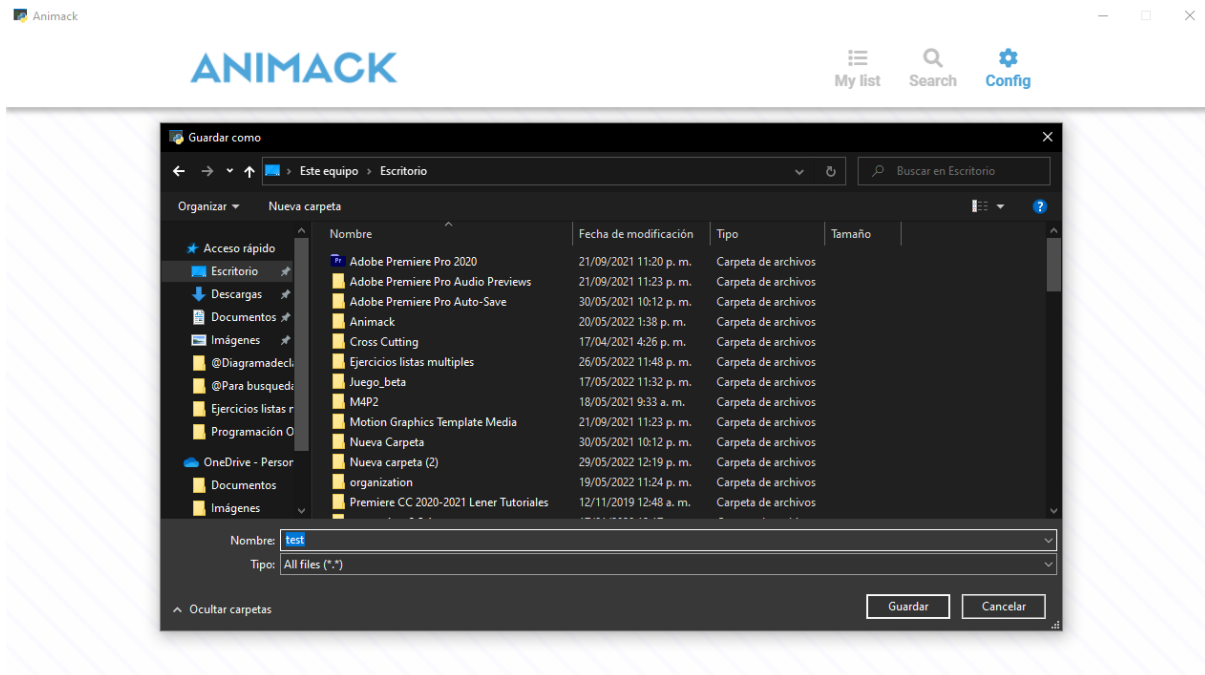 Animack
ANIMACK
My list Search Config
Guardar como
Este equipo > Escritorio
Buscar en Escritorio
Organizar Nueva carpeta
Nombre Fecha de modificación Tipo Tamaño
Acceso rápido
Escritorio
Descargas
Documentos
Imágenes
@Diagramadecl
@Para busqueda
Ejercicios listas
Programación O
OneDrive - Person
Documentos
Imágenes
Adobe Premiere Pro 2020 21/09/2021 11:20 p. m. Carpeta de archivos
Adobe Premiere Pro Audio Previews 21/09/2021 11:23 p. m. Carpeta de archivos
Adobe Premiere Pro Auto-Save 30/05/2021 10:12 p. m. Carpeta de archivos
Animack 20/05/2022 1:38 p. m. Carpeta de archivos
Cross Cutting 17/04/2021 4:26 p. m. Carpeta de archivos
Ejercicios listas multiples 26/05/2022 11:48 p. m. Carpeta de archivos
Juego_beta 17/05/2022 11:32 p. m. Carpeta de archivos
M4P2 18/05/2021 9:33 a. m. Carpeta de archivos
Motion Graphics Template Media 21/09/2021 11:23 p. m. Carpeta de archivos
Nueva Carpeta 30/05/2021 10:12 p. m. Carpeta de archivos
Nueva carpeta (2) 29/05/2022 12:19 p. m. Carpeta de archivos
organization 19/05/2022 11:24 p. m. Carpeta de archivos
Premiere CC 2020-2021 Lener Tutoriales 12/11/2019 12:48 a. m. Carpeta de archivos
Nombre: test
Tipo: All files (*.*)
Ocultar carpetas
Guardar Cancelar